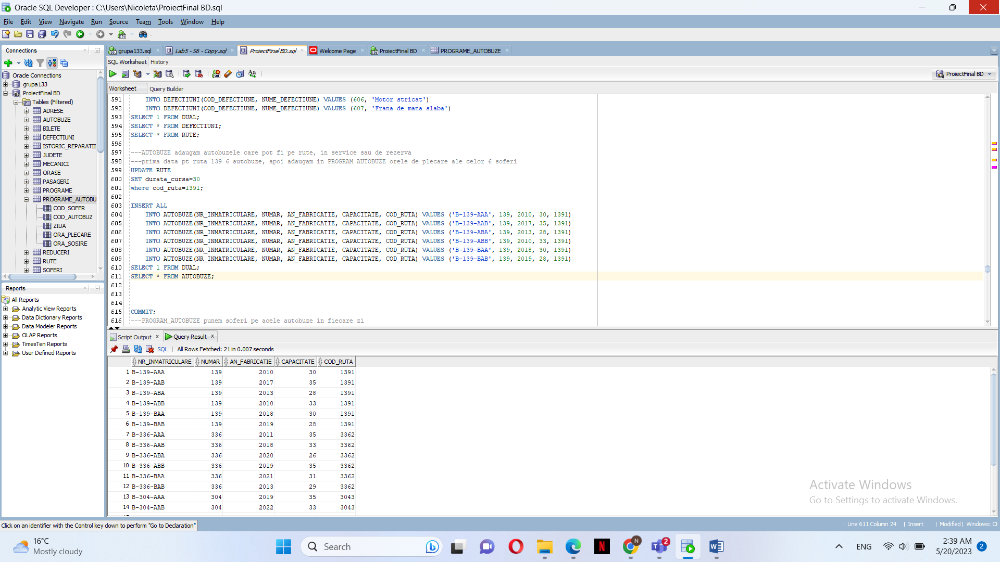 Oracle SQL Developer : C:\Users\Nicoleta\ProiectFinal BD.sql
File Edit View Navigate Run Source Team Tools Window Help
Connections
grupa133.sql
Lab5 - S6 - Copy.sql
ProiectFinal BD.sql
Welcome Page
ProiectFinal BD
PROGRAME_AUTOBUZE
SQL Worksheet History
ProiectFinal BD
Oracle Connections
grupa133
ProiectFinal BD
Tables (Filtered)
ADRESE
AUTOBUZE
BILETE
DEFECTIUNI
ISTORIC_REPARATII
JUDETE
MECANICI
ORASE
PASAGERI
PROGRAME
PROGRAME_AUTOBU
COD_SOFER
COD_AUTOBUZ
ZIUA
ORA_PLECARE
ORA_SOSIRE
REDUCERI
RUTE
SOFERI
Reports
All Reports
Analytic View Reports
Data Dictionary Reports
Data Modeler Reports
OLAP Reports
TimesTen Reports
User Defined Reports
Worksheet Query Builder
591 INTO DEFECTIUNI(COD_DEFECTIUNE, NUME_DEFECTIUNE) VALUES (606, 'Motor stricat')
592 INTO DEFECTIUNI(COD_DEFECTIUNE, NUME_DEFECTIUNE) VALUES (607, 'Frana de mana slaba')
593 SELECT 1 FROM DUAL;
594 SELECT * FROM DEFECTIUNI;
595 SELECT * FROM RUTE;
596
597 ---AUTOBUZE adaugam autobuzele care pot fi pe rute, in service sau de rezerva
598 ---prima data pt ruta 139 6 autobuze, apoi adaugam in PROGRAM AUTOBUZE orele de plecare ale celor 6 soferi
599 UPDATE RUTE
600 SET durata_cursa=30
601 where cod_ruta=1391;
602
603 INSERT ALL
604 INTO AUTOBUZE(NR_INMATRICULARE, NUMAR, AN_FABRICATIE, CAPACITATE, COD_RUTA) VALUES ('B-139-AAA', 139, 2010, 30, 1391)
605 INTO AUTOBUZE(NR_INMATRICULARE, NUMAR, AN_FABRICATIE, CAPACITATE, COD_RUTA) VALUES ('B-139-AAB', 139, 2017, 35, 1391)
606 INTO AUTOBUZE(NR_INMATRICULARE, NUMAR, AN_FABRICATIE, CAPACITATE, COD_RUTA) VALUES ('B-139-ABA', 139, 2013, 28, 1391)
607 INTO AUTOBUZE(NR_INMATRICULARE, NUMAR, AN_FABRICATIE, CAPACITATE, COD_RUTA) VALUES ('B-139-ABB', 139, 2010, 33, 1391)
608 INTO AUTOBUZE(NR_INMATRICULARE, NUMAR, AN_FABRICATIE, CAPACITATE, COD_RUTA) VALUES ('B-139-BAA', 139, 2018, 30, 1391)
609 INTO AUTOBUZE(NR_INMATRICULARE, NUMAR, AN_FABRICATIE, CAPACITATE, COD_RUTA) VALUES ('B-139-BAB', 139, 2019, 28, 1391)
610 SELECT 1 FROM DUAL;
611 SELECT * FROM AUTOBUZE;
612
613
614
615 COMMIT;
616 ---PROGRAM_AUTOBUZE punem soferi pe acele autobuze in fiecare zi
Script Output Query Result
SQL All Rows Fetched: 21 in 0.007 seconds
NR_INMATRICULARE NUMAR AN_FABRICATIE CAPACITATE COD_RUTA
1 B-139-AAA 139 2010 30 1391
2 B-139-AAB 139 2017 35 1391
3 B-139-ABA 139 2013 28 1391
4 B-139-ABB 139 2010 33 1391
5 B-139-BAA 139 2018 30 1391
6 B-139-BAB 139 2019 28 1391
7 B-336-AAA 336 2011 35 3362
8 B-336-AAB 336 2018 33 3362
9 B-336-ABA 336 2020 26 3362
10 B-336-ABB 336 2019 35 3362
11 B-336-BAA 336 2021 31 3362
12 B-336-BAB 336 2013 29 3362
13 B-304-AAA 304 2019 35 3043
14 B-304-AAB 304 2022 33 3043
Activate Windows
Go to Settings to activate Windows.
Click on an identifier with the Control key down to perform "Go to Declaration"
Line 611 Column 24 Insert Modified Windows:
16°C
Mostly cloudy
Search
N
2
ENG
2:39 AM
5/20/2023
2